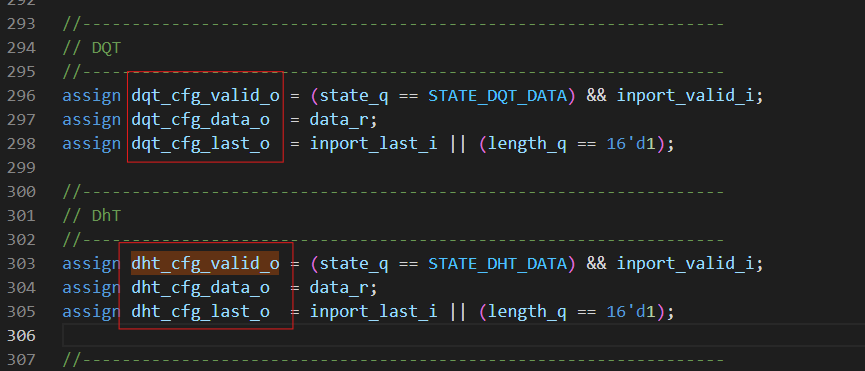 292
293 //-----------------------------------------------------------------
294 // DQT
295 //-----------------------------------------------------------------
296 assign dqt_cfg_valid_o = (state_q == STATE_DQT_DATA) && inport_valid_i;
297 assign dqt_cfg_data_o  = data_r;
298 assign dqt_cfg_last_o  = inport_last_i || (length_q == 16'd1);
299
300 //-----------------------------------------------------------------
301 // DhT
302 //-----------------------------------------------------------------
303 assign dht_cfg_valid_o = (state_q == STATE_DHT_DATA) && inport_valid_i;
304 assign dht_cfg_data_o  = data_r;
305 assign dht_cfg_last_o  = inport_last_i || (length_q == 16'd1);
306
307 //-----------------------------------------------------------------